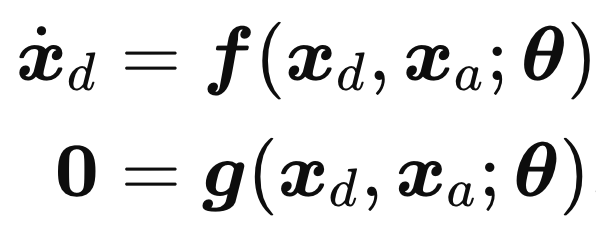 ẋ_d = f(x_d, x_a; θ)
0 = g(x_d, x_a; θ)